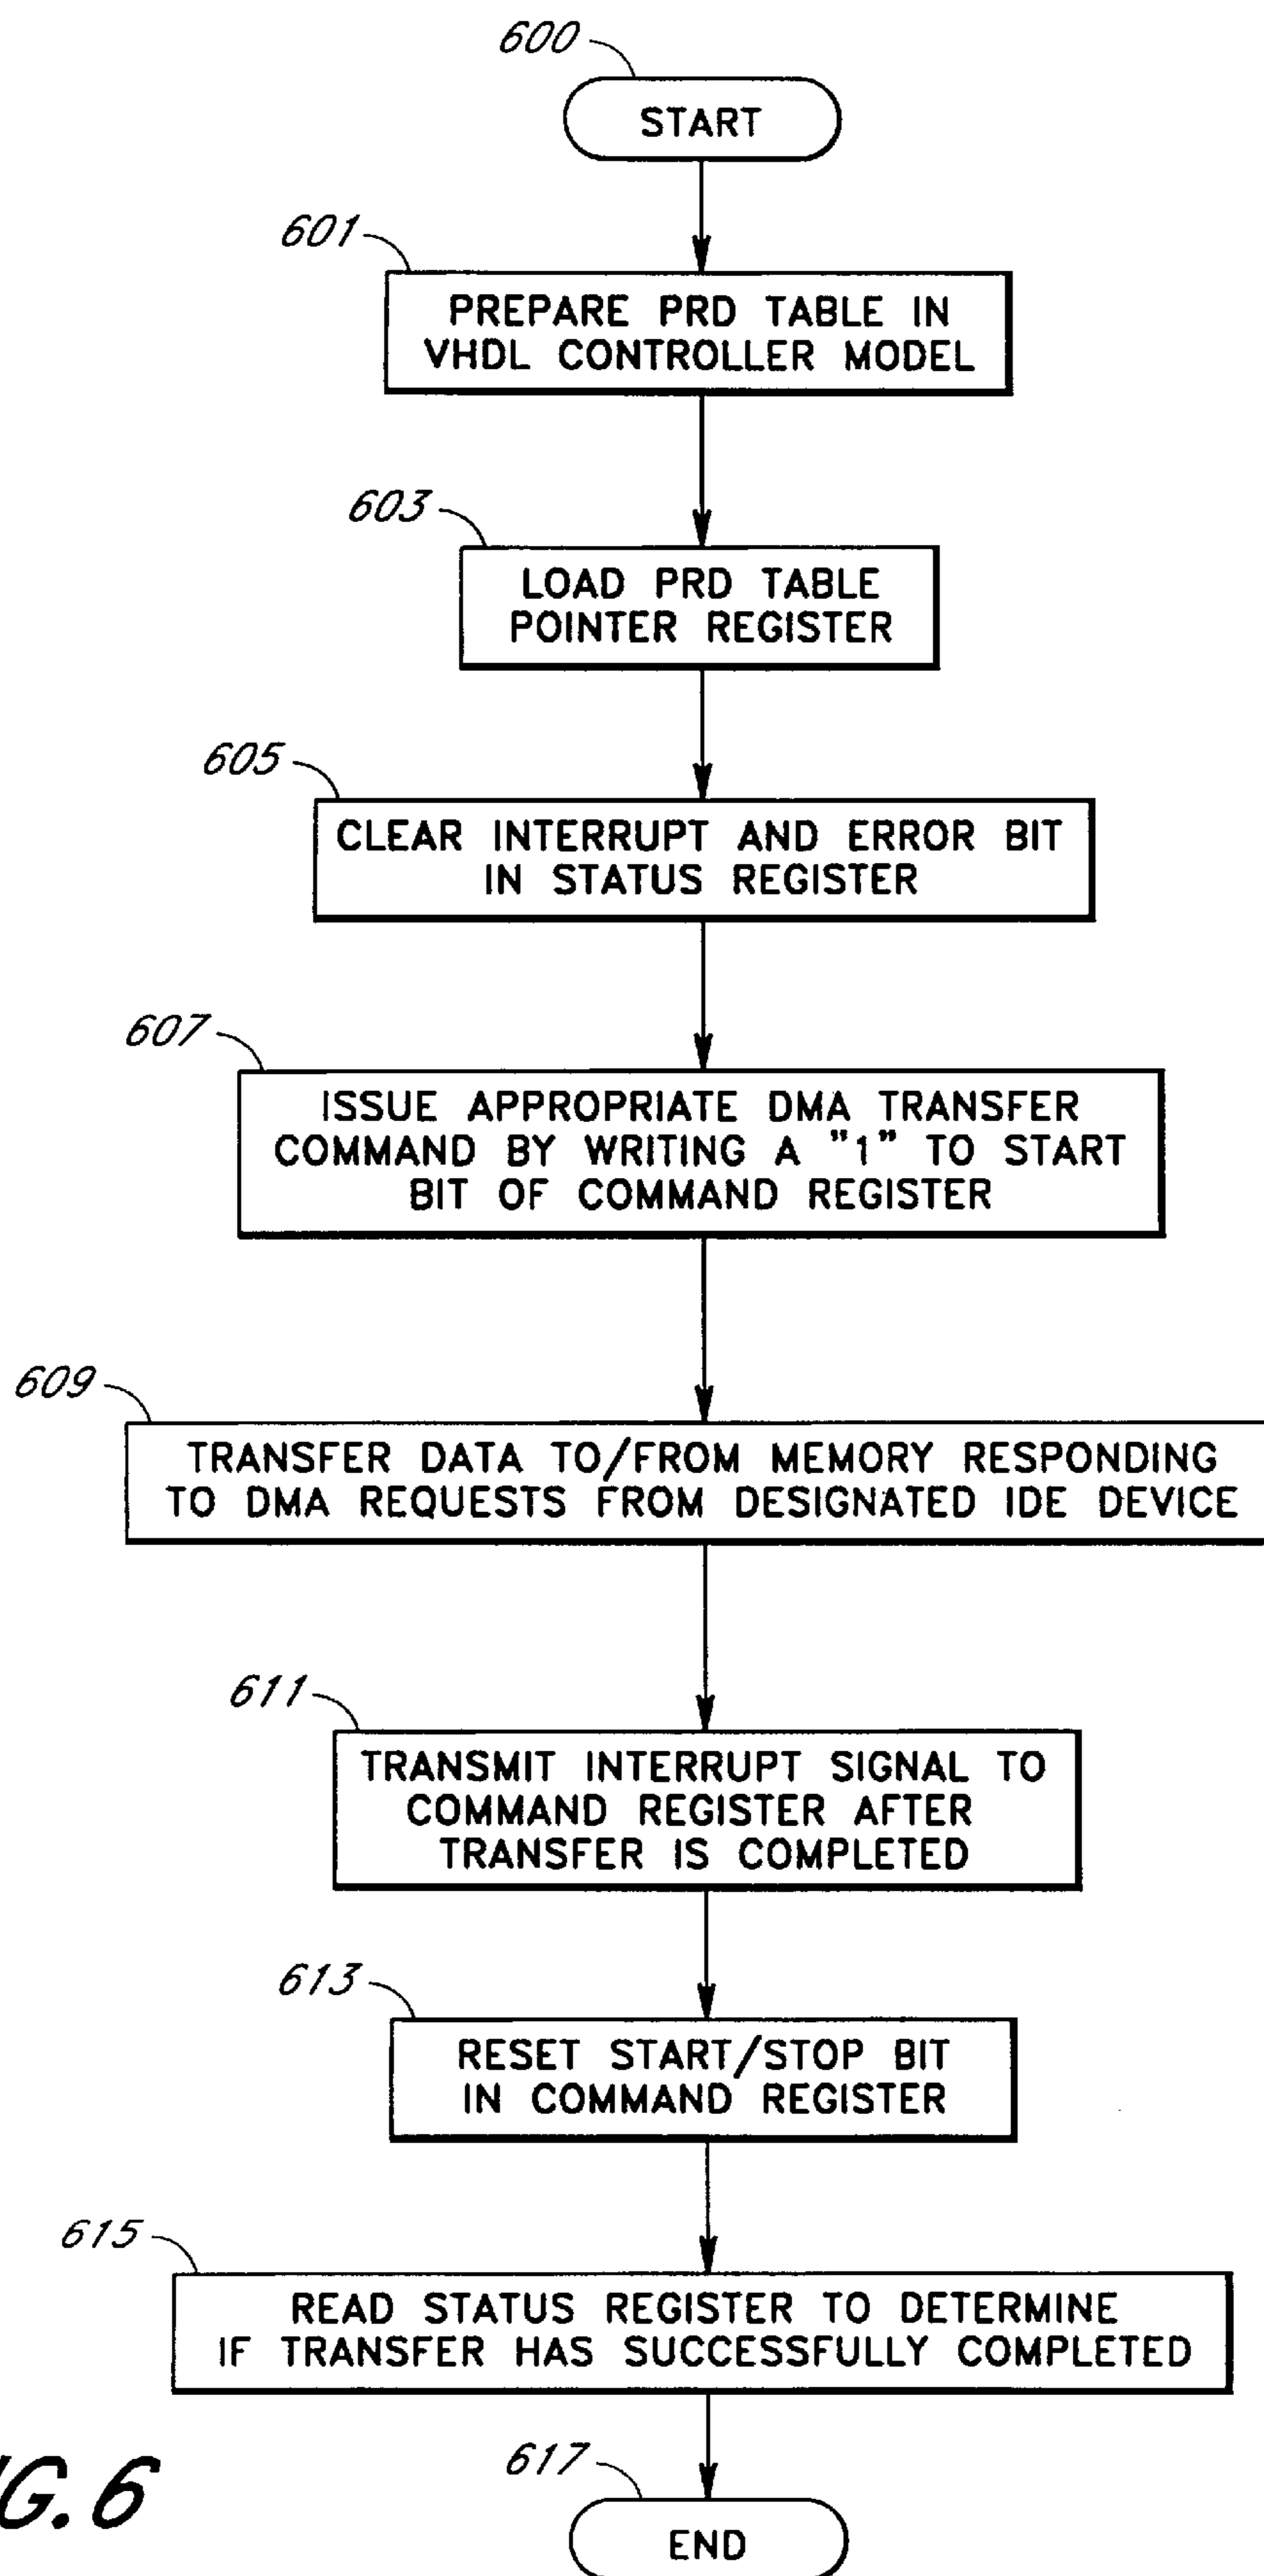 600
START
601
PREPARE PRD TABLE IN
VHDL CONTROLLER MODEL
603
LOAD PRD TABLE
POINTER REGISTER
605
CLEAR INTERRUPT AND ERROR BIT
IN STATUS REGISTER
607
ISSUE APPROPRIATE DMA TRANSFER
COMMAND BY WRITING A "1" TO START
BIT OF COMMAND REGISTER
609
TRANSFER DATA TO/FROM MEMORY RESPONDING
TO DMA REQUESTS FROM DESIGNATED IDE DEVICE
611
TRANSMIT INTERRUPT SIGNAL TO
COMMAND REGISTER AFTER
TRANSFER IS COMPLETED
613
RESET START/STOP BIT
IN COMMAND REGISTER
615
READ STATUS REGISTER TO DETERMINE
IF TRANSFER HAS SUCCESSFULLY COMPLETED
617
END
G.6